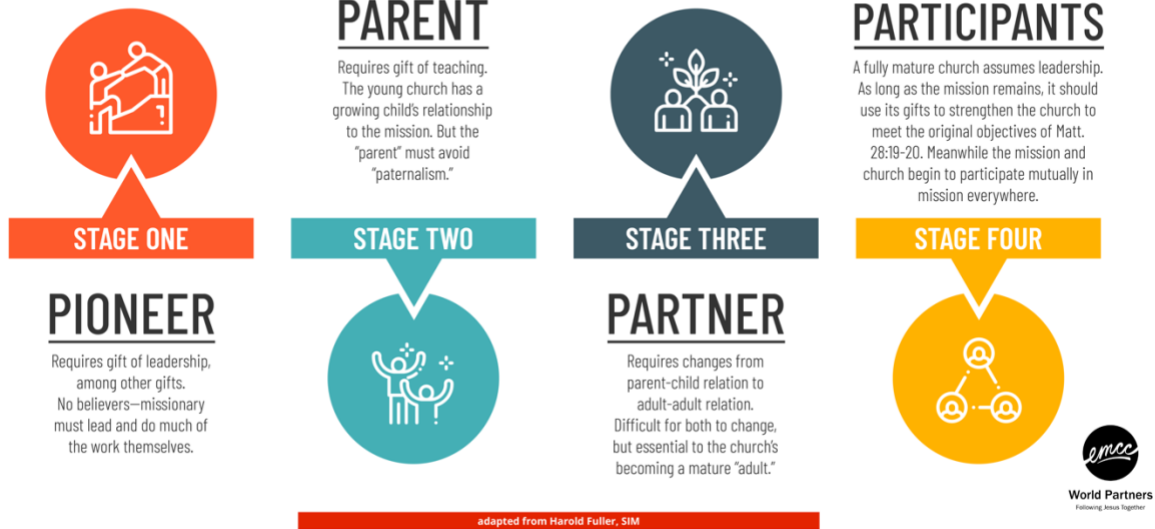 STAGE ONE
PIONEER
Requires gift of leadership,
among other gifts.
No believers—missionary
must lead and do much of
the work themselves.
PARENT
Requires gift of teaching.
The young church has a
growing child's relationship
to the mission. But the
"parent" must avoid
"paternalism."
STAGE TWO
STAGE THREE
PARTNER
Requires changes from
parent-child relation to
adult-adult relation.
Difficult for both to change,
but essential to the church's
becoming a mature "adult."
PARTICIPANTS
A fully mature church assumes leadership.
As long as the mission remains, it should
use its gifts to strengthen the church to
meet the original objectives of Matt.
28:19-20. Meanwhile the mission and
church begin to participate mutually in
mission everywhere.
STAGE FOUR
emcc
World Partners
Following Jesus Together
adapted from Harold Fuller, SIM